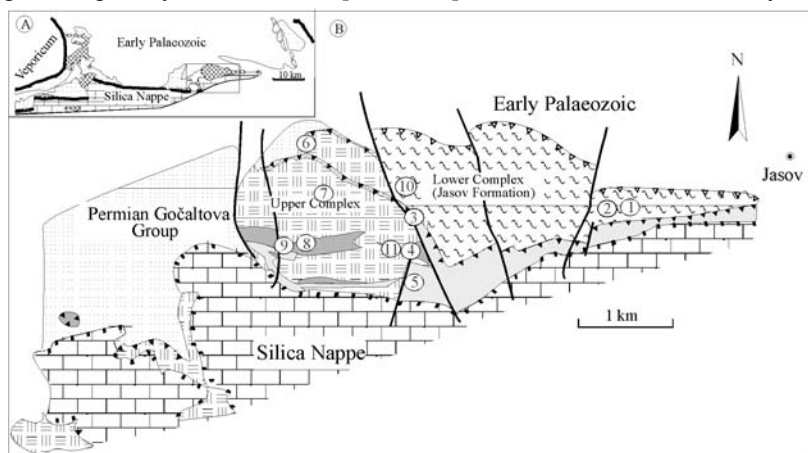 A
Early Palaeozoic
Veporicum
10 km
Silica Nappe
B
N
Early Palaeozoic
Jasov
6
10
Lower Complex
(Jasov Formation)
7
Upper Complex
3
2
1
Permian Gočaltova
Group
9
8
11
4
5
1 km
Silica Nappe